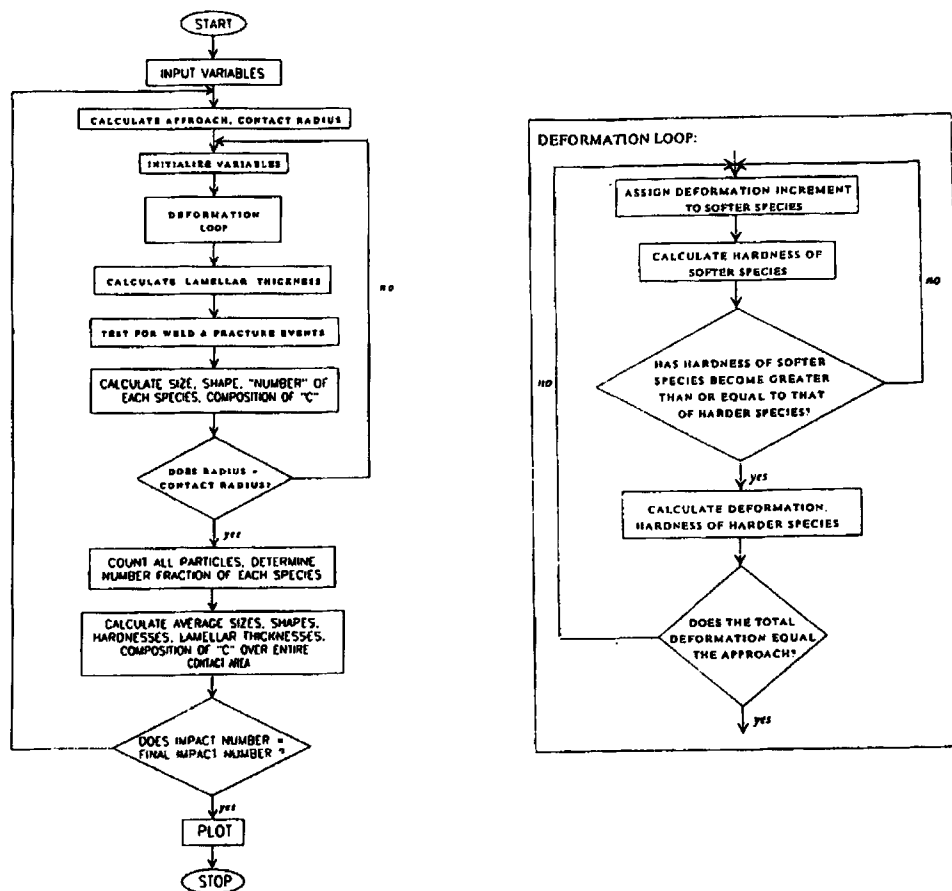 START
INPUT VARIABLES
CALCULATE APPROACH, CONTACT RADIUS
INITIALIZE VARIABLES
DEFORMATION
LOOP
CALCULATE LAMELLAR THICKNESS
TEST FOR WELD & FRACTURE EVENTS
CALCULATE SIZE, SHAPE, "NUMBER" OF
EACH SPECIES, COMPOSITION OF "C"
DOES RADIUS =
CONTACT RADIUS?
no
yes
COUNT ALL PARTICLES, DETERMINE
NUMBER FRACTION OF EACH SPECIES
CALCULATE AVERAGE SIZES, SHAPES,
HARDNESSES, LAMELLAR THICKNESSES,
COMPOSITION OF "C" OVER ENTIRE
CONTACT AREA
DOES IMPACT NUMBER =
FINAL IMPACT NUMBER ?
yes
PLOT
STOP
DEFORMATION LOOP:
ASSIGN DEFORMATION INCREMENT
TO SOFTER SPECIES
CALCULATE HARDNESS OF
SOFTER SPECIES
no
HAS HARDNESS OF SOFTER
SPECIES BECOME GREATER
THAN OR EQUAL TO THAT
OF HARDER SPECIES?
no
yes
CALCULATE DEFORMATION,
HARDNESS OF HARDER SPECIES
DOES THE TOTAL
DEFORMATION EQUAL
THE APPROACH?
yes